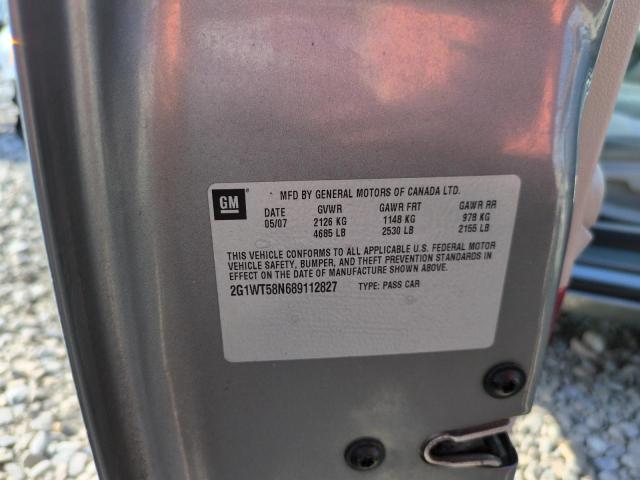 GM MFD BY GENERAL MOTORS OF CANADA LTD.
DATE GVWR GAWR FRT GAWR RR
05/07 2126 KG 1148 KG 978 KG
4685 LB 2530 LB 2155 LB
THIS VEHICLE CONFORMS TO ALL APPLICABLE U.S. FEDERAL MOTOR
VEHICLE SAFETY, BUMPER, AND THEFT PREVENTION STANDARDS IN
EFFECT ON THE DATE OF MANUFACTURE SHOWN ABOVE.
2G1WT58N689112827 TYPE: PASS CAR